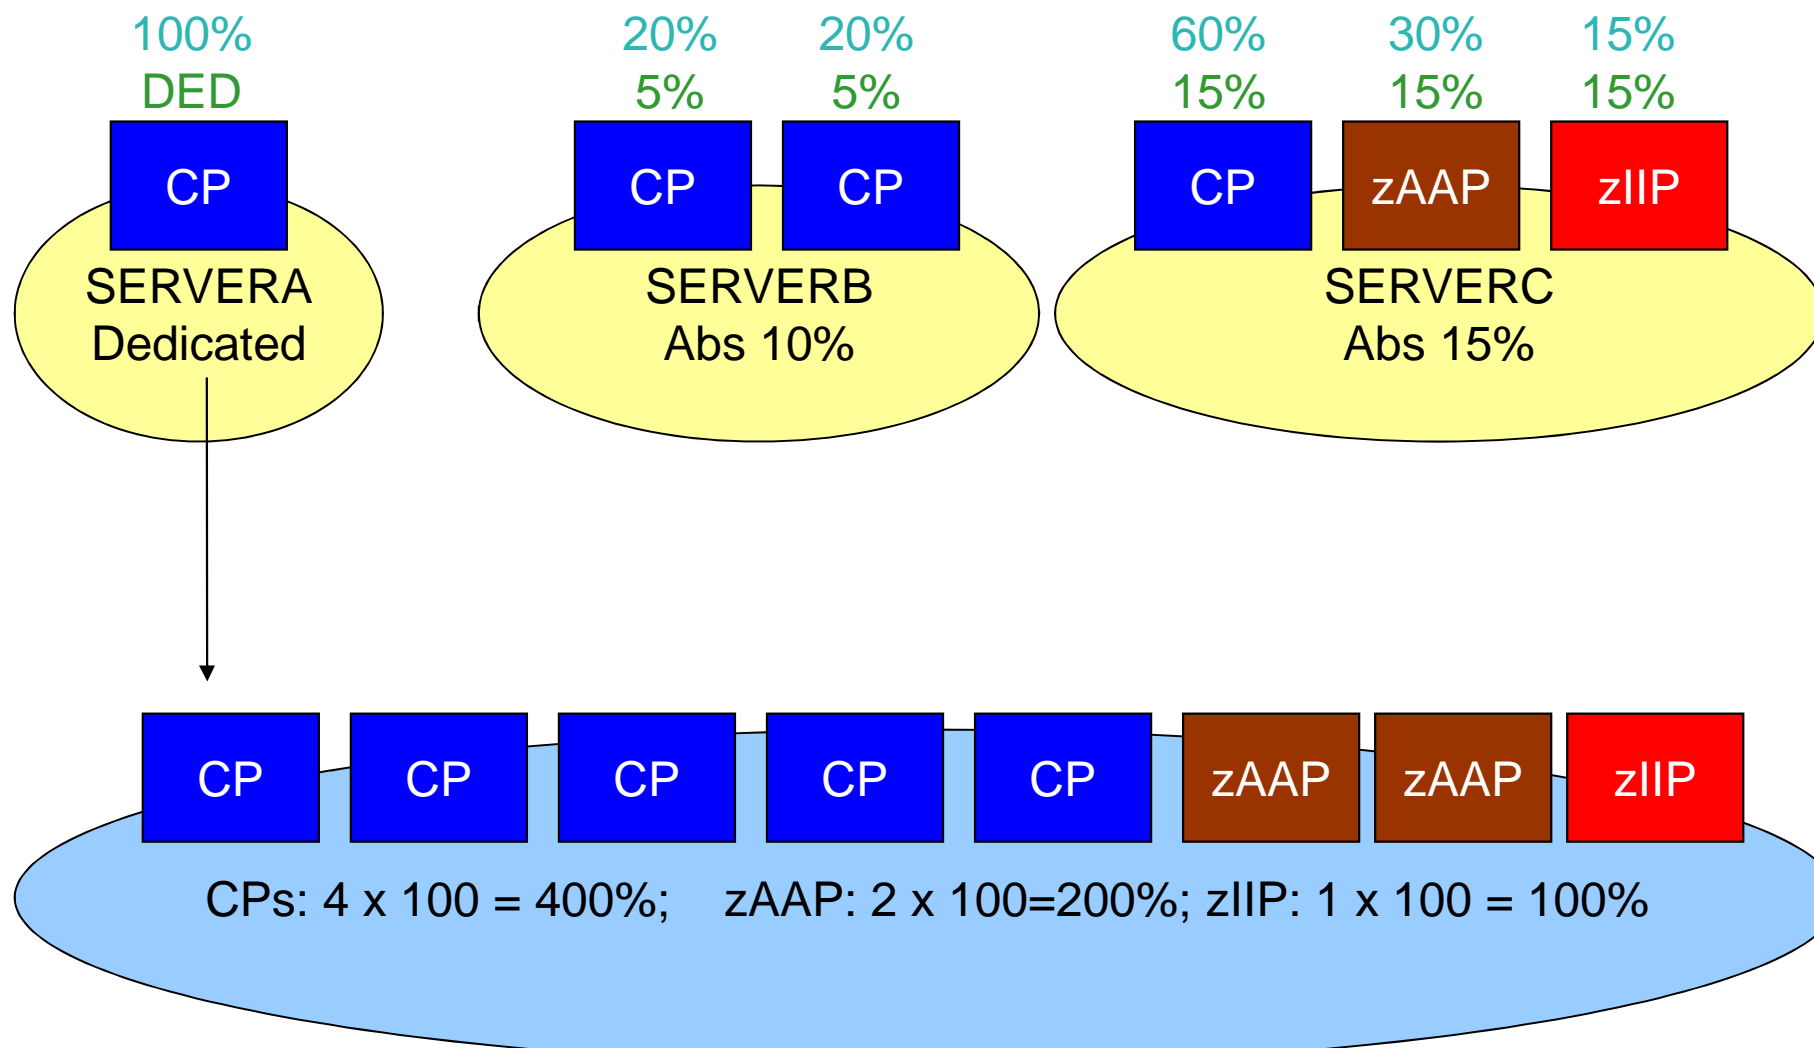 100% 20% 20% 60% 30% 15%
DED 5% 5% 15% 15% 15%
CP CP CP CP zAAP zIIP
SERVERA SERVERB SERVERC
Dedicated Abs 10% Abs 15%
CP CP CP CP CP zAAP zAAP zIIP
CPs: 4 x 100 = 400%; zAAP: 2 x 100=200%; zIIP: 1 x 100 = 100%